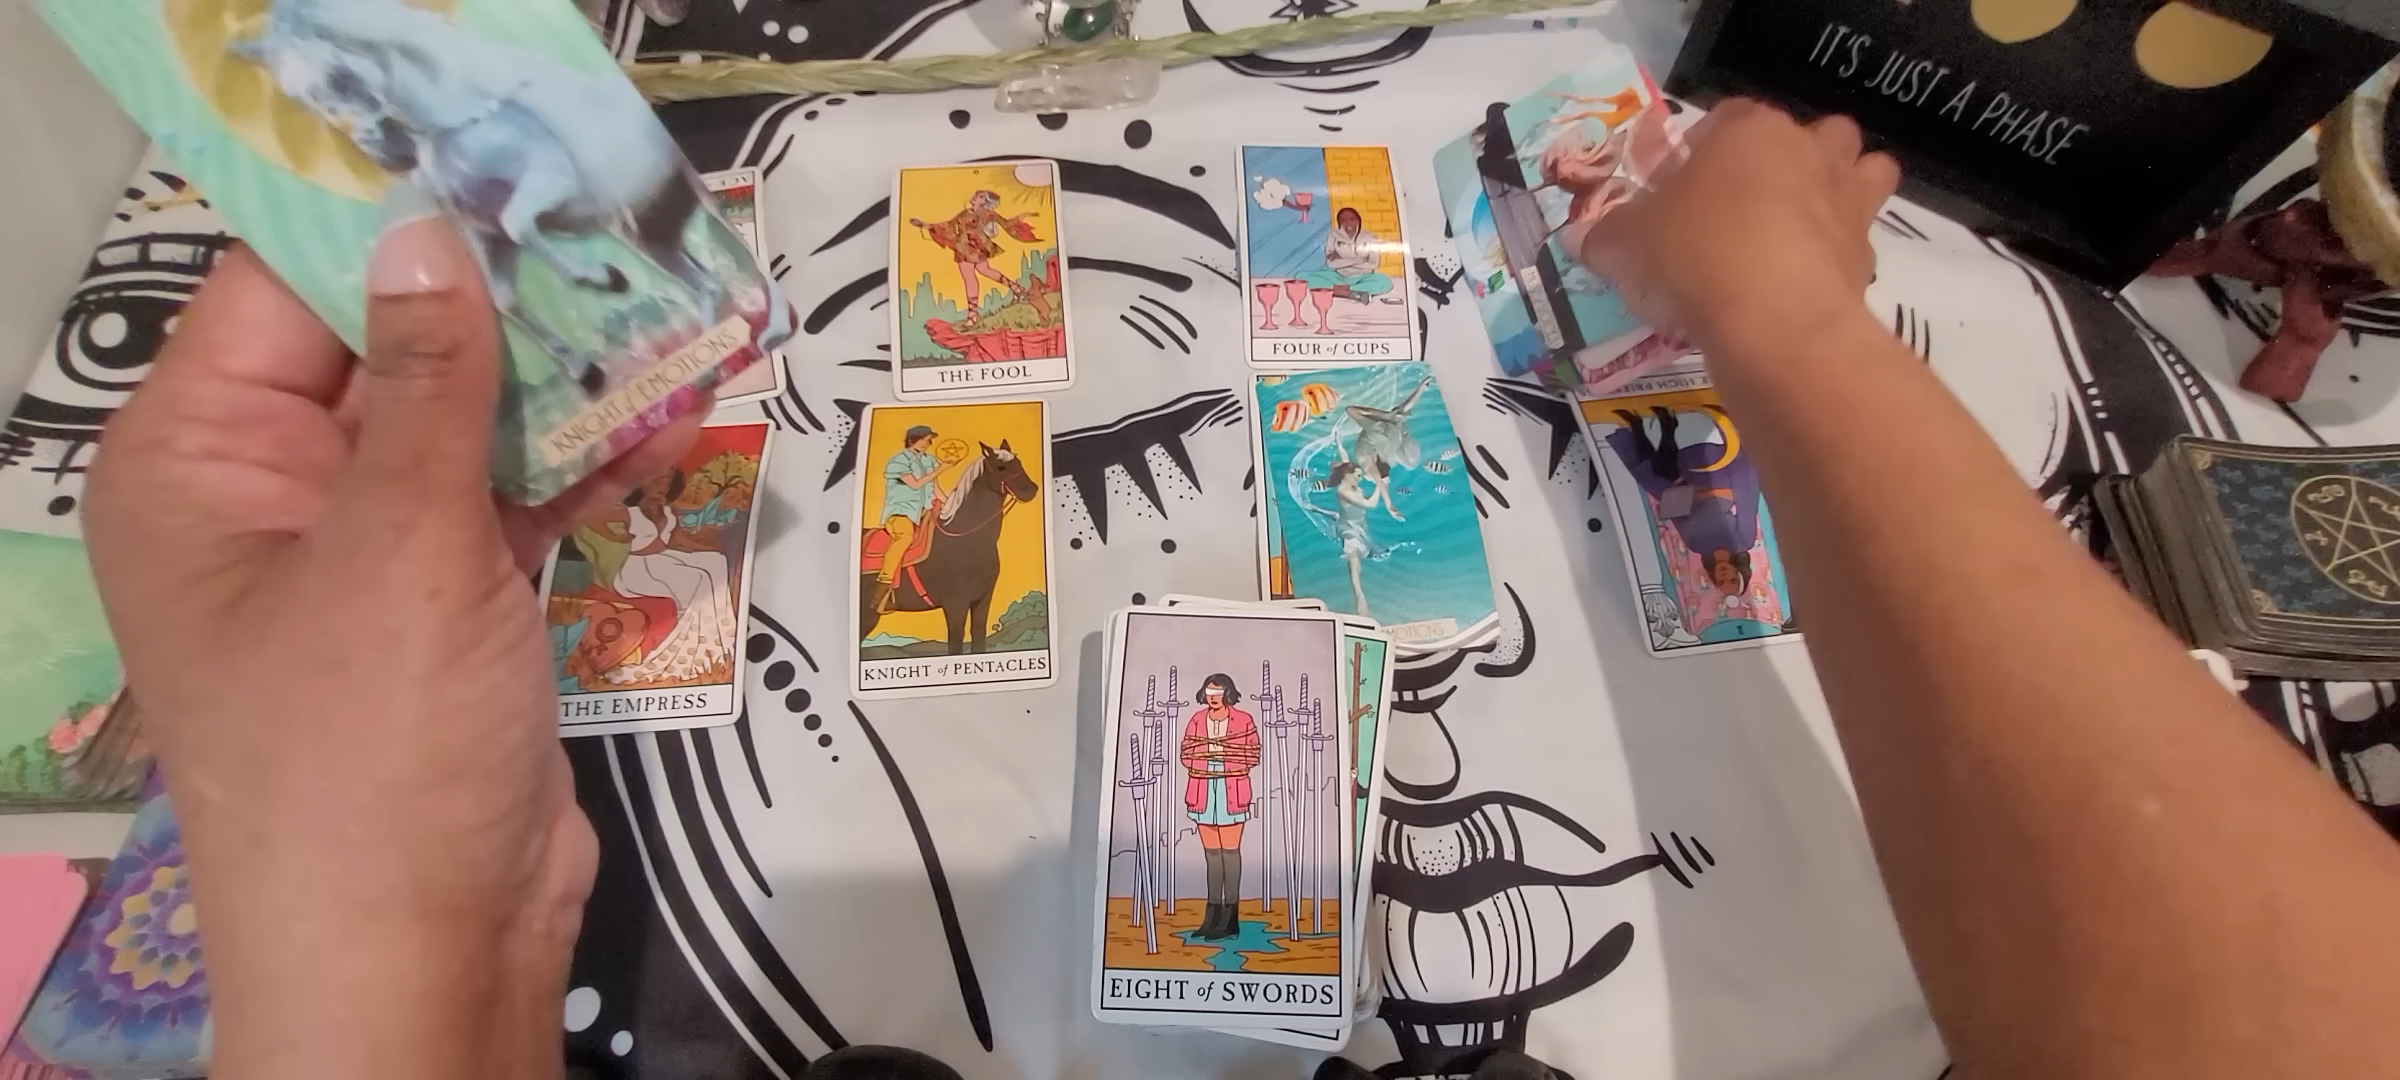 IT'S JUST A PHASE
KNIGHT of EMOTIONS
THE FOOL
FOUR of CUPS
THE EMPRESS
KNIGHT of PENTACLES
EMOTIONS
I
EIGHT of SWORDS